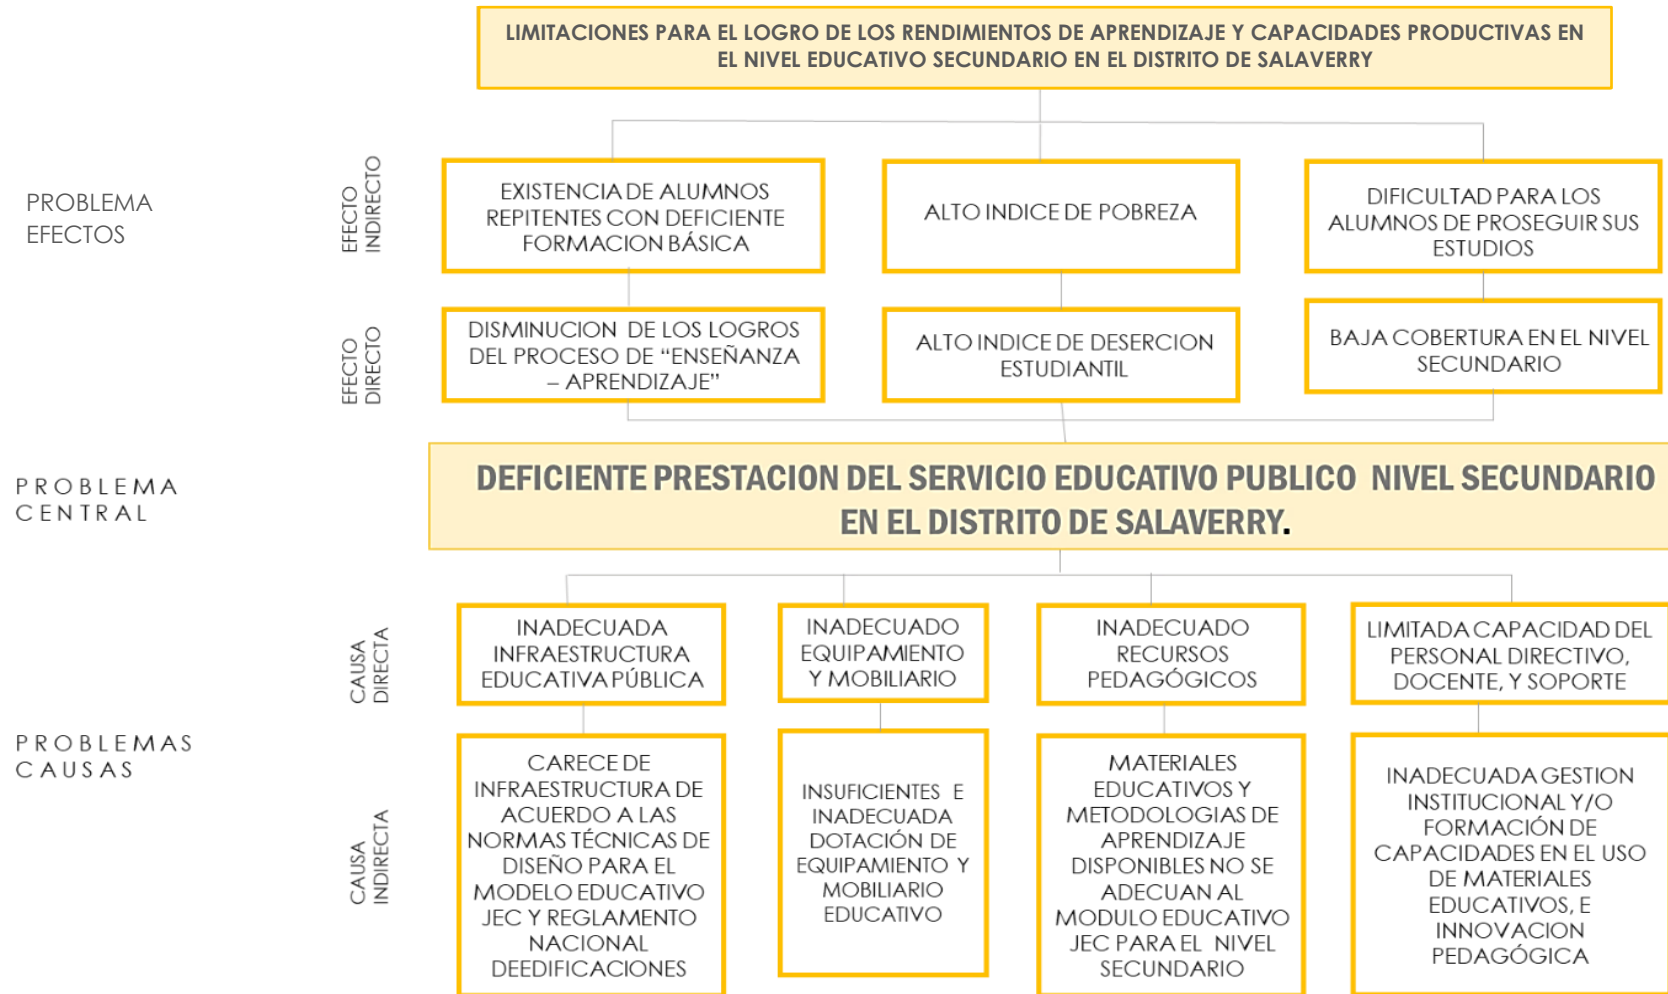 LIMITACIONES PARA EL LOGRO DE LOS RENDIMIENTOS DE APRENDIZAJE Y CAPACIDADES PRODUCTIVAS EN
EL NIVEL EDUCATIVO SECUNDARIO EN EL DISTRITO DE SALAVERRY
PROBLEMA
EFECTOS
EFECTO
INDIRECTO
EXISTENCIA DE ALUMNOS
REPITENTES CON DEFICIENTE
FORMACION BÁSICA
ALTO INDICE DE POBREZA
DIFICULTAD PARA LOS
ALUMNOS DE PROSEGUIR SUS
ESTUDIOS
EFECTO
DIRECTO
DISMINUCION DE LOS LOGROS
DEL PROCESO DE “ENSEÑANZA
– APRENDIZAJE”
ALTO INDICE DE DESERCION
ESTUDIANTIL
BAJA COBERTURA EN EL NIVEL
SECUNDARIO
PROBLEMA
CENTRAL
DEFICIENTE PRESTACION DEL SERVICIO EDUCATIVO PUBLICO NIVEL SECUNDARIO
EN EL DISTRITO DE SALAVERRY.
PROBLEMAS
CAUSAS
CAUSA
DIRECTA
INADECUADA
INFRAESTRUCTURA
EDUCATIVA PÚBLICA
INADECUADO
EQUIPAMIENTO
Y MOBILIARIO
INADECUADO
RECURSOS
PEDAGÓGICOS
LIMITADA CAPACIDAD DEL
PERSONAL DIRECTIVO,
DOCENTE, Y SOPORTE
CAUSA
INDIRECTA
CARECE DE
INFRAESTRUCTURA DE
ACUERDO A LAS
NORMAS TÉCNICAS DE
DISEÑO PARA EL
MODELO EDUCATIVO
JEC Y REGLAMENTO
NACIONAL
DEEDIFICACIONES
INSUFICIENTES E
INADECUADA
DOTACIÓN DE
EQUIPAMIENTO Y
MOBILIARIO
EDUCATIVO
MATERIALES
EDUCATIVOS Y
METODOLOGIAS DE
APRENDIZAJE
DISPONIBLES NO SE
ADECUAN AL
MODULO EDUCATIVO
JEC PARA EL NIVEL
SECUNDARIO
INADECUADA GESTION
INSTITUCIONAL Y/O
FORMACIÓN DE
CAPACIDADES EN EL USO
DE MATERIALES
EDUCATIVOS, E
INNOVACION
PEDAGÓGICA